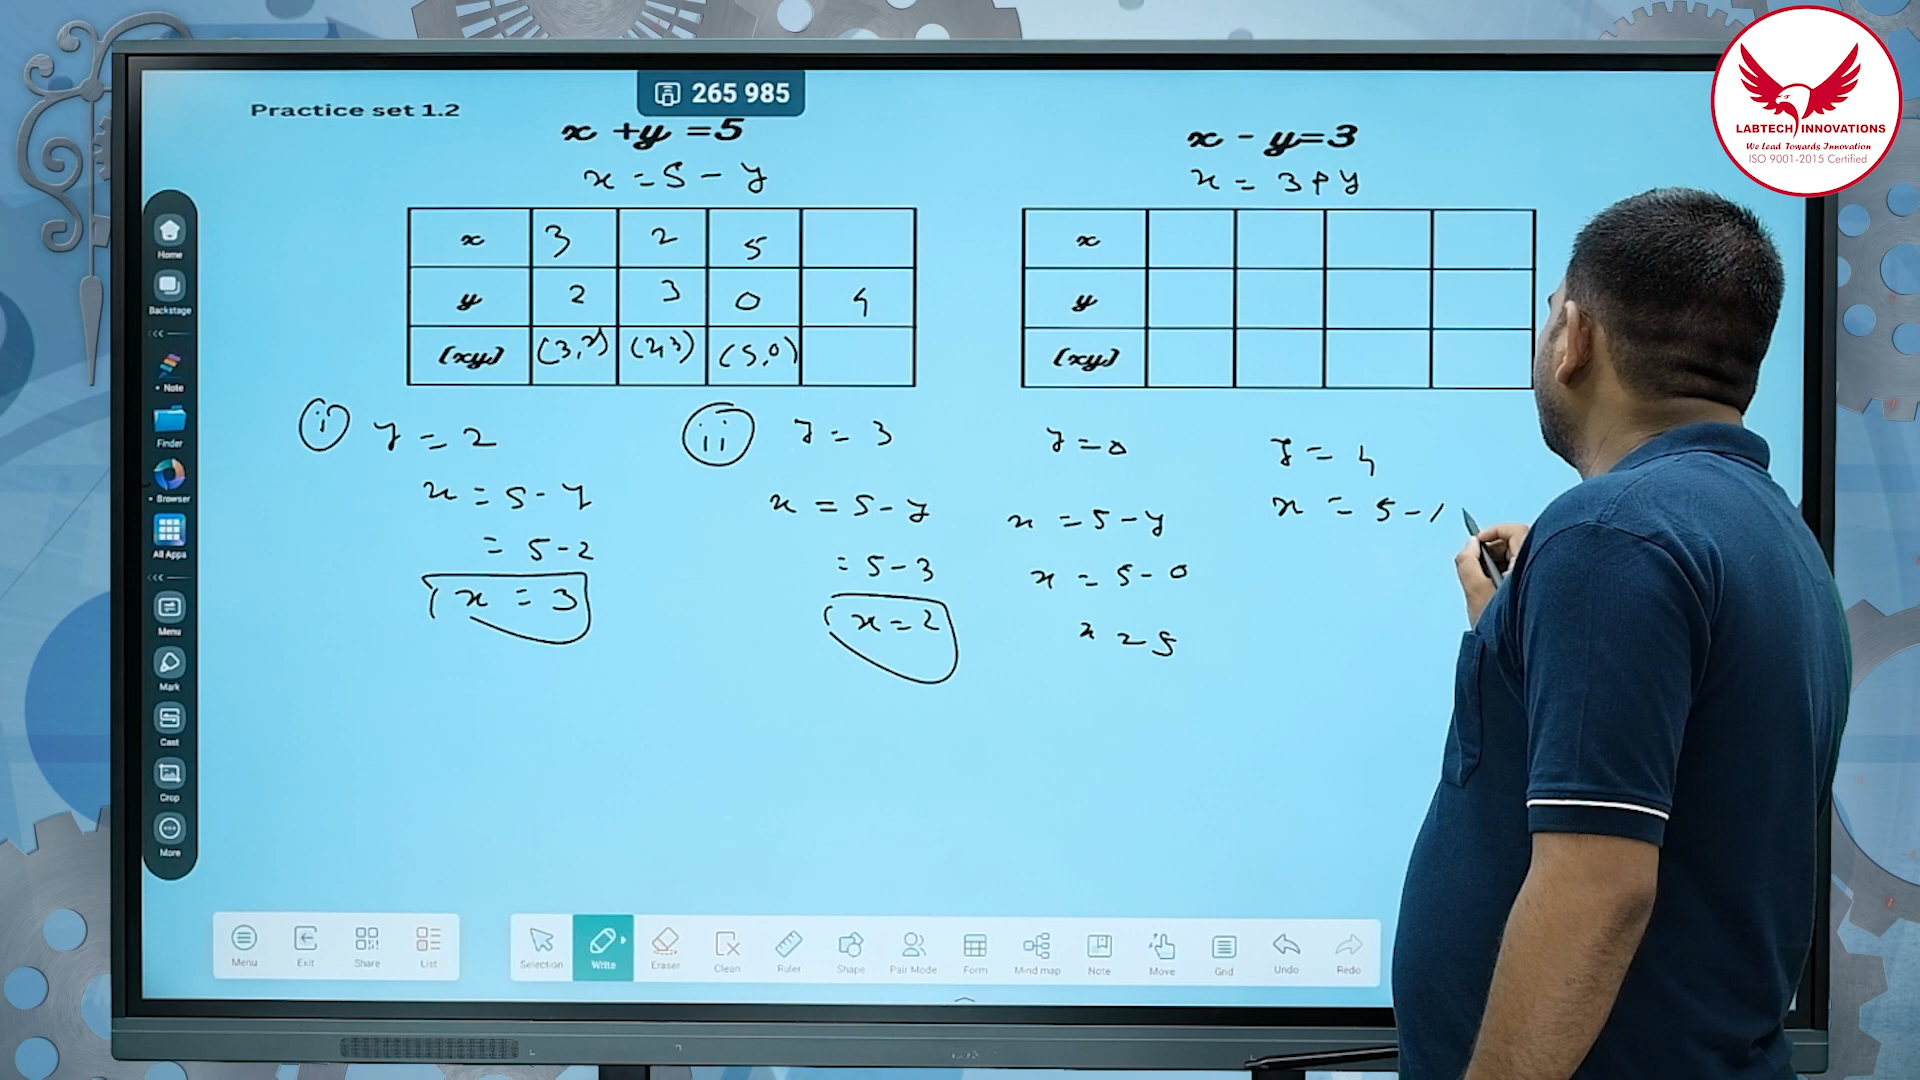 LABTECH INNOVATIONS
We Lead Towards Innovation
ISO 9001-2015 Certified
265 985
Practice set 1.2
x + y = 5
x = 5 - y
x 3 2 5
y 2 3 0 4
(xy) (3,2) (2,3) (5,0)
x - y = 3
x = 3 + y
x
y
(xy)
i y = 2
x = 5 - y
= 5 - 2
x = 3
ii y = 3
x = 5 - y
= 5 - 3
x = 2
y = 0
x = 5 - y
x = 5 - 0
x = 5
y = 4
x = 5 -
Home
Backstage
Note
Finder
Browser
All Apps
Menu
Mark
Cast
Crop
More
Menu Exit Share List
Selection Write Eraser Clean Ruler Shape Pair Mode Form Mind map Note Move Grid Undo Redo